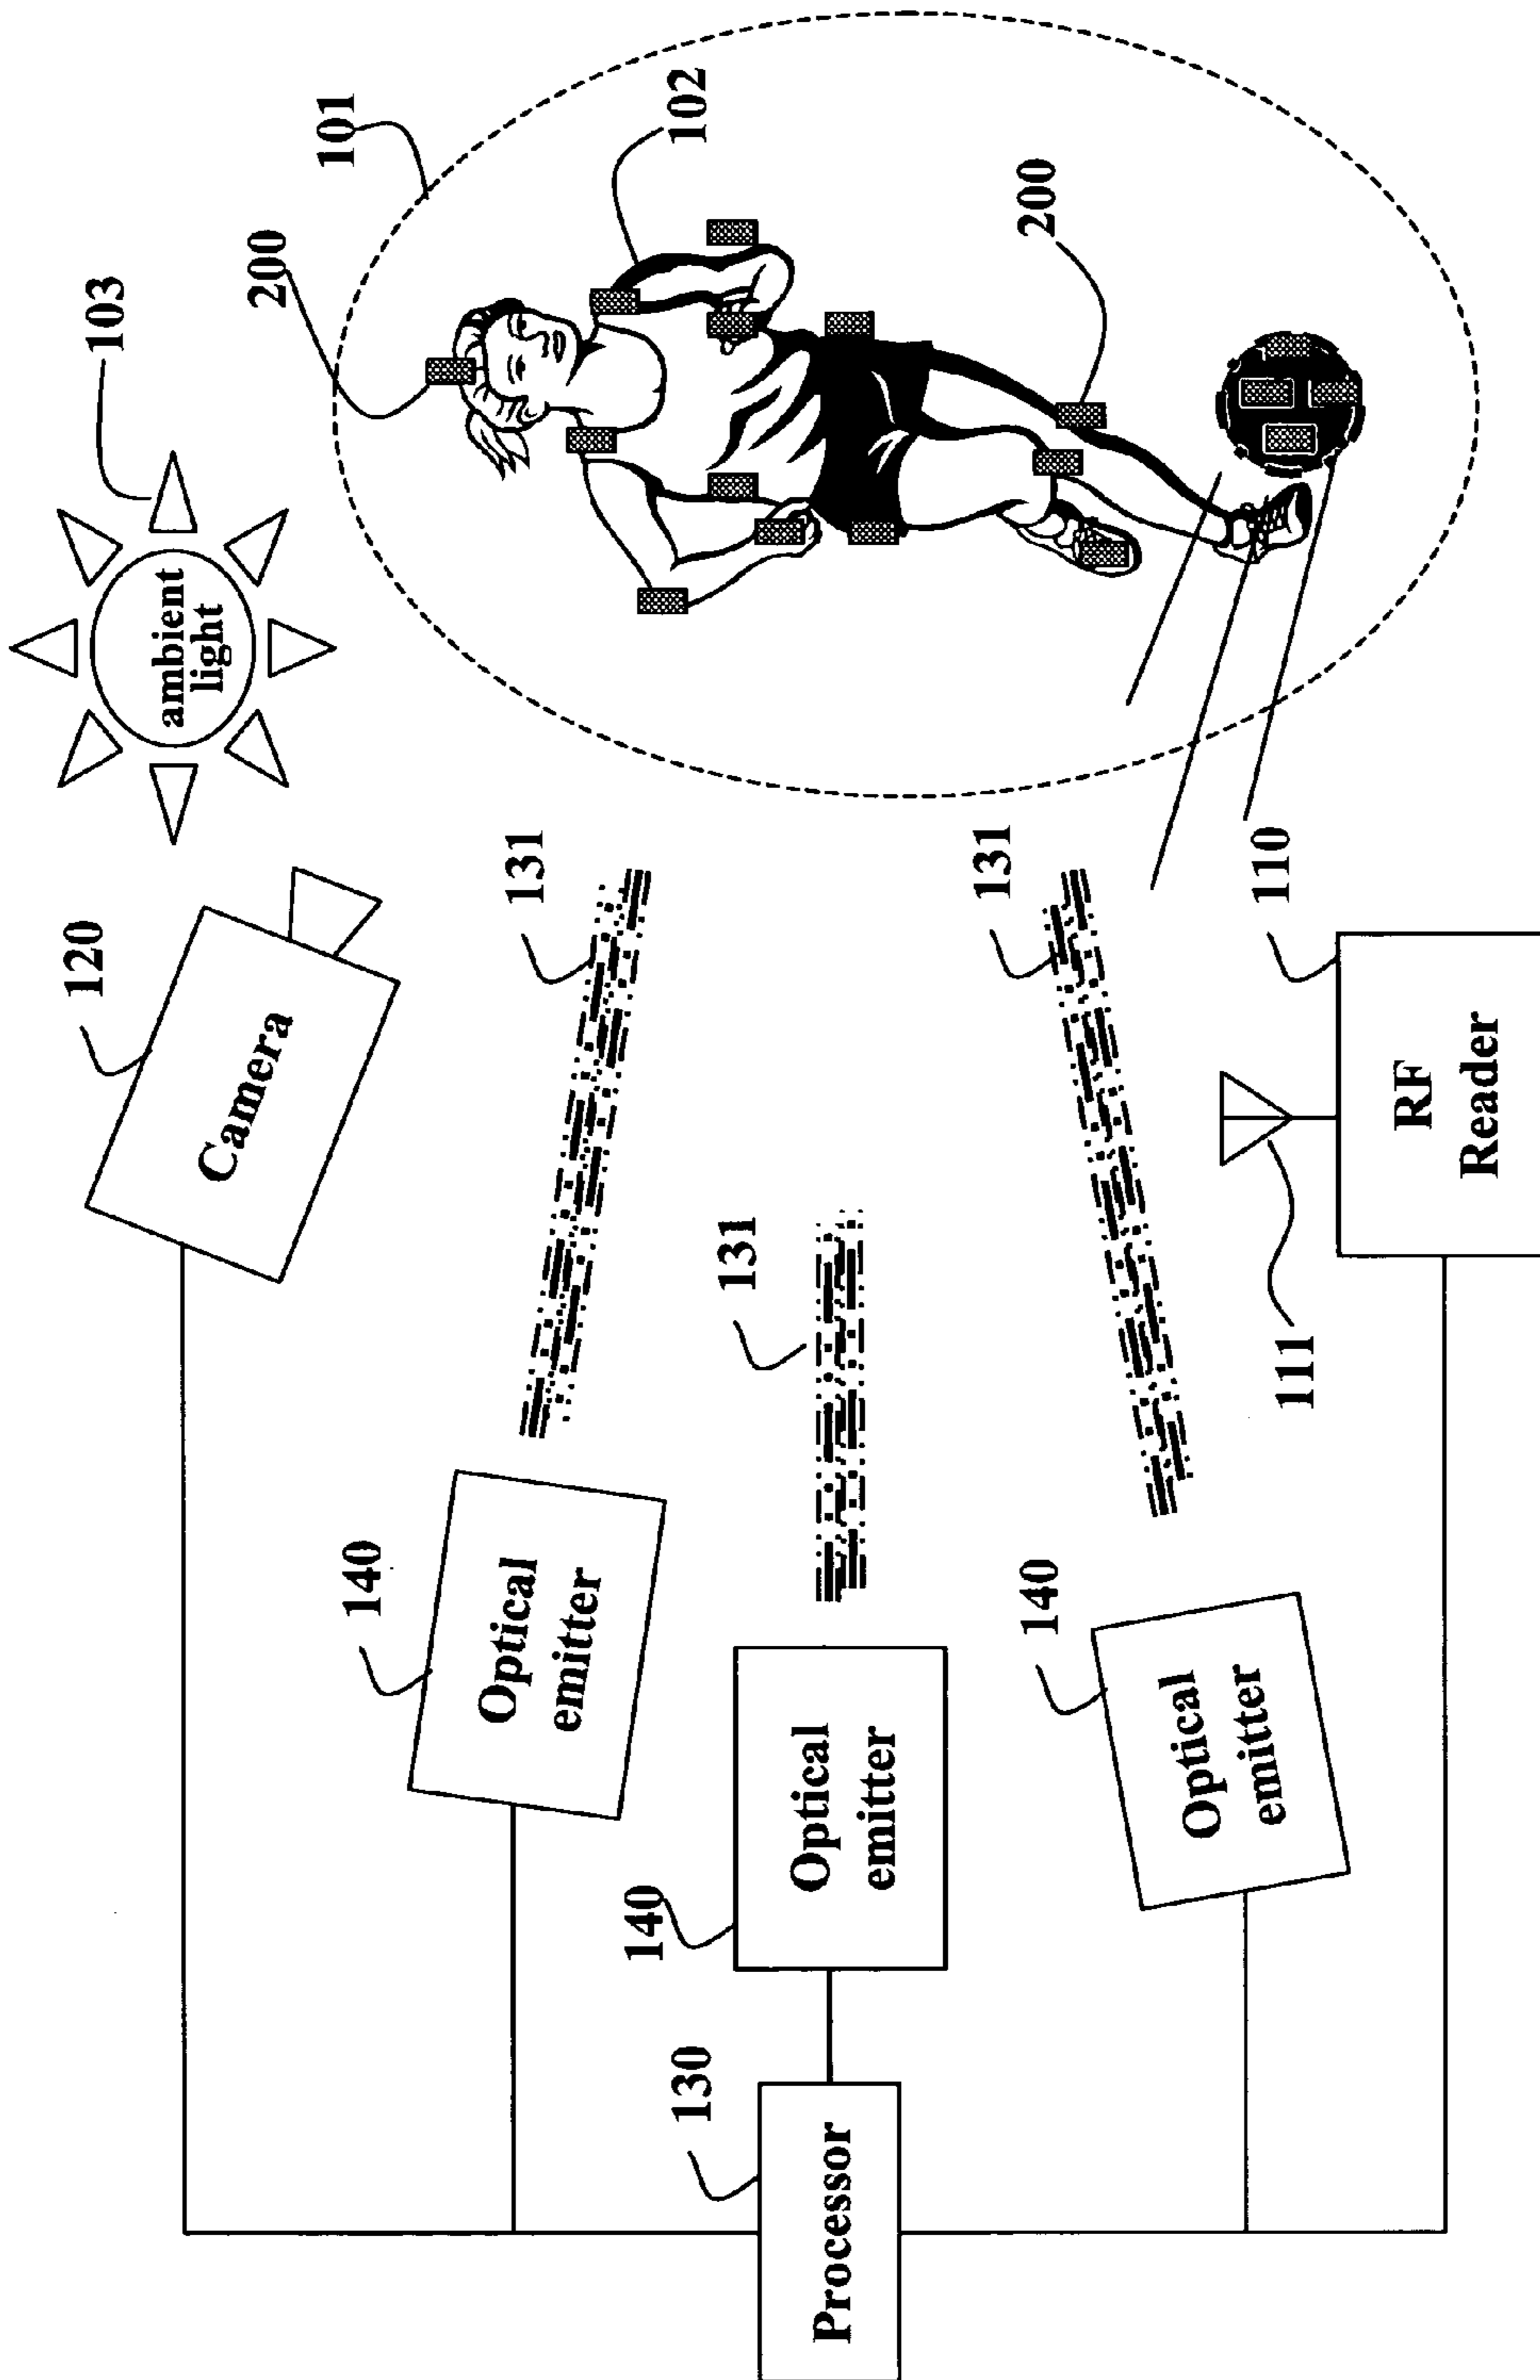 103
ambient
light
101
200
120
Camera
102
131
140
Optical
emitter
200
131
140
Optical
emitter
130
Processor
131
140
Optical
emitter
110
111
RF
Reader